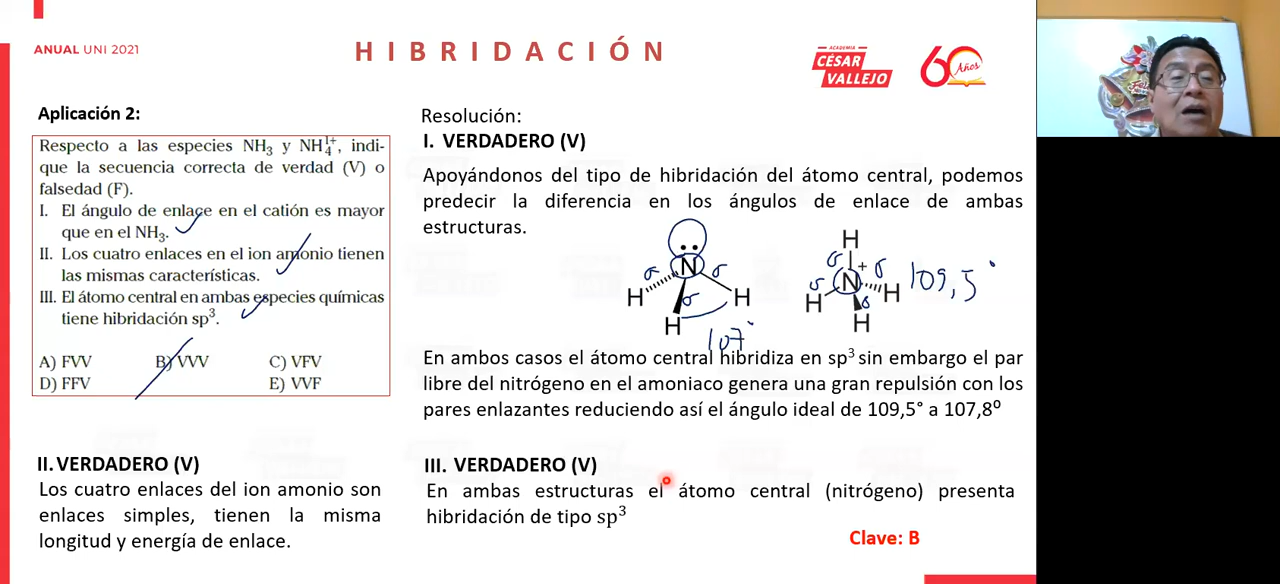 ANUAL UNI 2021
HIBRIDACIÓN
ACADEMIA
CÉSAR
VALLEJO
60 Años
Aplicación 2:
Respecto a las especies NH₃ y NH₄¹⁺, indi-
que la secuencia correcta de verdad (V) o
falsedad (F).
I. El ángulo de enlace en el catión es mayor
que en el NH₃.
II. Los cuatro enlaces en el ion amonio tienen
las mismas características.
III. El átomo central en ambas especies químicas
tiene hibridación sp³.
A) FVV B) VVV C) VFV
D) FFV E) VVF
Resolución:
I. VERDADERO (V)
Apoyándonos del tipo de hibridación del átomo central, podemos
predecir la diferencia en los ángulos de enlace de ambas
estructuras.
N
H
H
H
σ
σ
σ
107°
H
N
+
H
H
H
σ
σ
σ
σ
109,5°
En ambos casos el átomo central hibridiza en sp³ sin embargo el par
libre del nitrógeno en el amoniaco genera una gran repulsión con los
pares enlazantes reduciendo así el ángulo ideal de 109,5° a 107,8⁰
II. VERDADERO (V)
Los cuatro enlaces del ion amonio son
enlaces simples, tienen la misma
longitud y energía de enlace.
III. VERDADERO (V)
En ambas estructuras el átomo central (nitrógeno) presenta
hibridación de tipo sp³
Clave: B